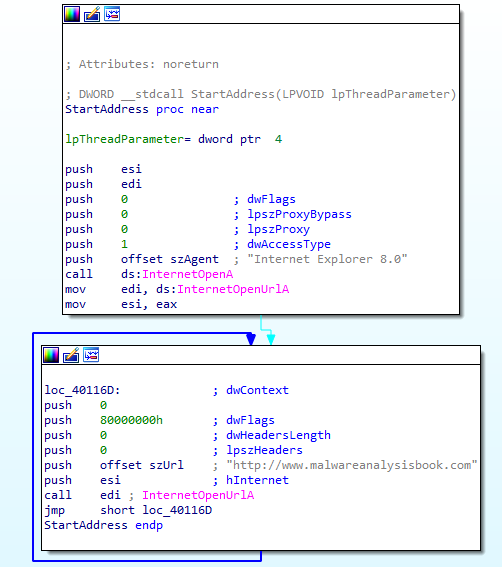 ; Attributes: noreturn
; DWORD __stdcall StartAddress(LPVOID lpThreadParameter)
StartAddress proc near
lpThreadParameter= dword ptr  4
push    esi
push    edi
push    0               ; dwFlags
push    0               ; lpszProxyBypass
push    0               ; lpszProxy
push    1               ; dwAccessType
push    offset szAgent  ; "Internet Explorer 8.0"
call    ds:InternetOpenA
mov     edi, ds:InternetOpenUrlA
mov     esi, eax
loc_40116D:             ; dwContext
push    0
push    80000000h       ; dwFlags
push    0               ; dwHeadersLength
push    0               ; lpszHeaders
push    offset szUrl    ; "http://www.malwareanalysisbook.com"
push    esi             ; hInternet
call    edi ; InternetOpenUrlA
jmp     short loc_40116D
StartAddress endp